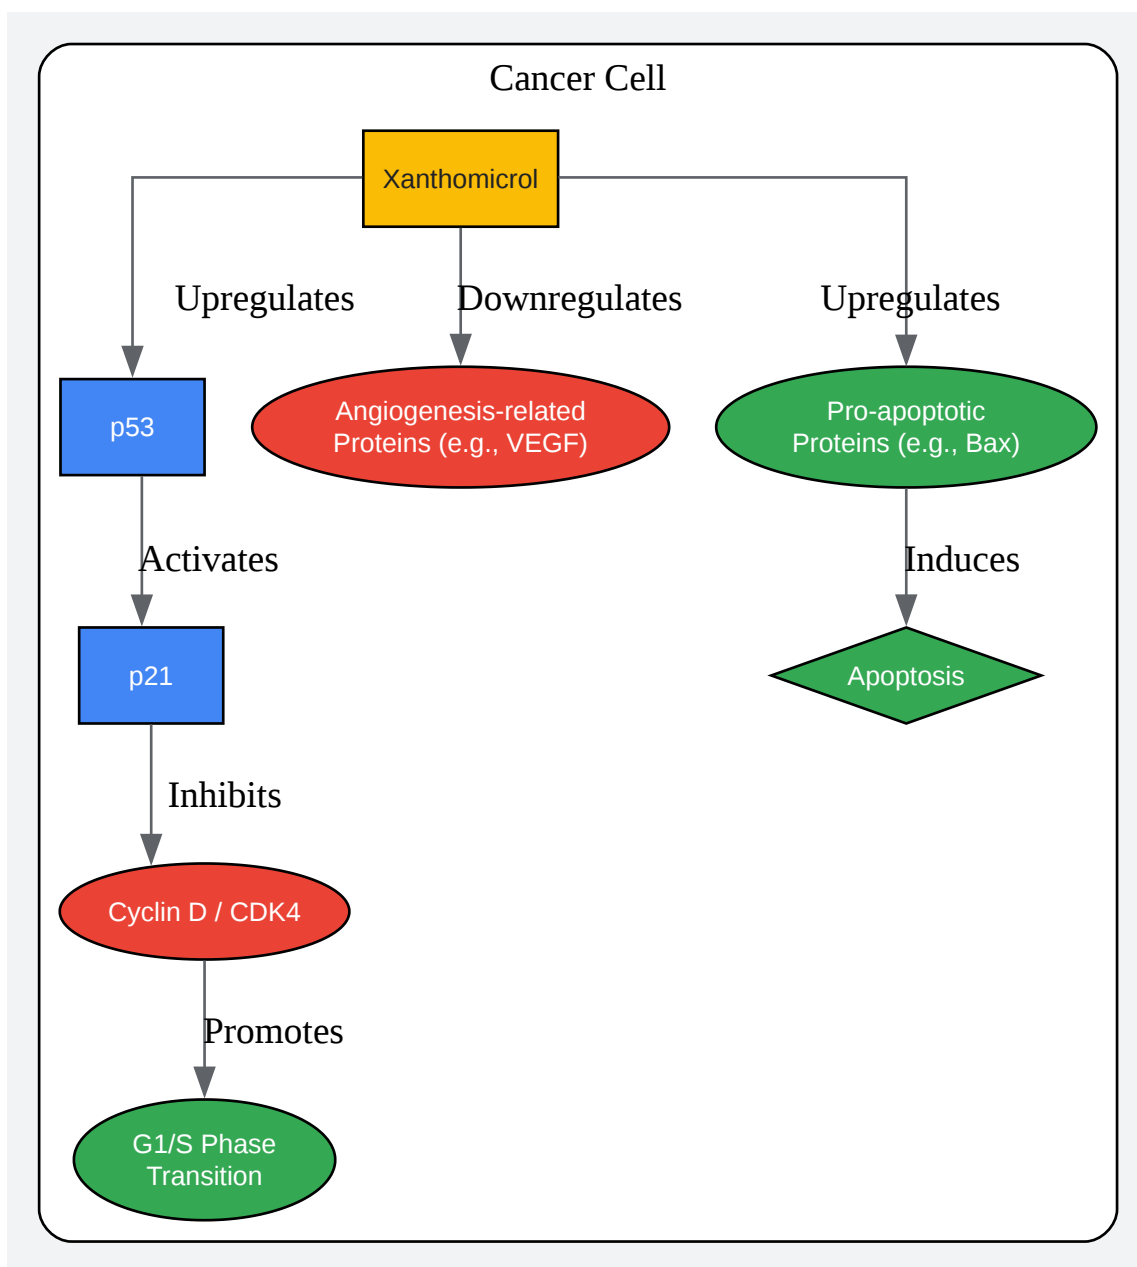 Cancer Cell
Xanthomicrol
Upregulates
Downregulates
Upregulates
p53
Angiogenesis-related
Proteins (e.g., VEGF)
Pro-apoptotic
Proteins (e.g., Bax)
Activates
Induces
p21
Apoptosis
Inhibits
Cyclin D / CDK4
Promotes
G1/S Phase
Transition